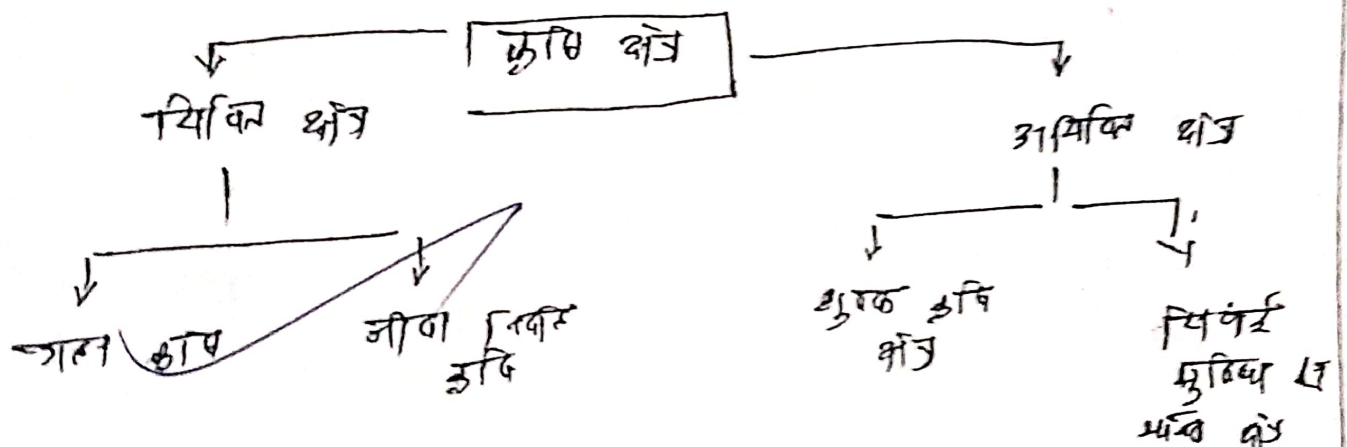 कृषि क्षेत्र
सिंचित क्षेत्र
असिंचित क्षेत्र
गहन कृषि
जीवन निर्वाह
कृषि
शुष्क कृषि
क्षेत्र
सिंचाई
सुविधा से
क्षेत्र